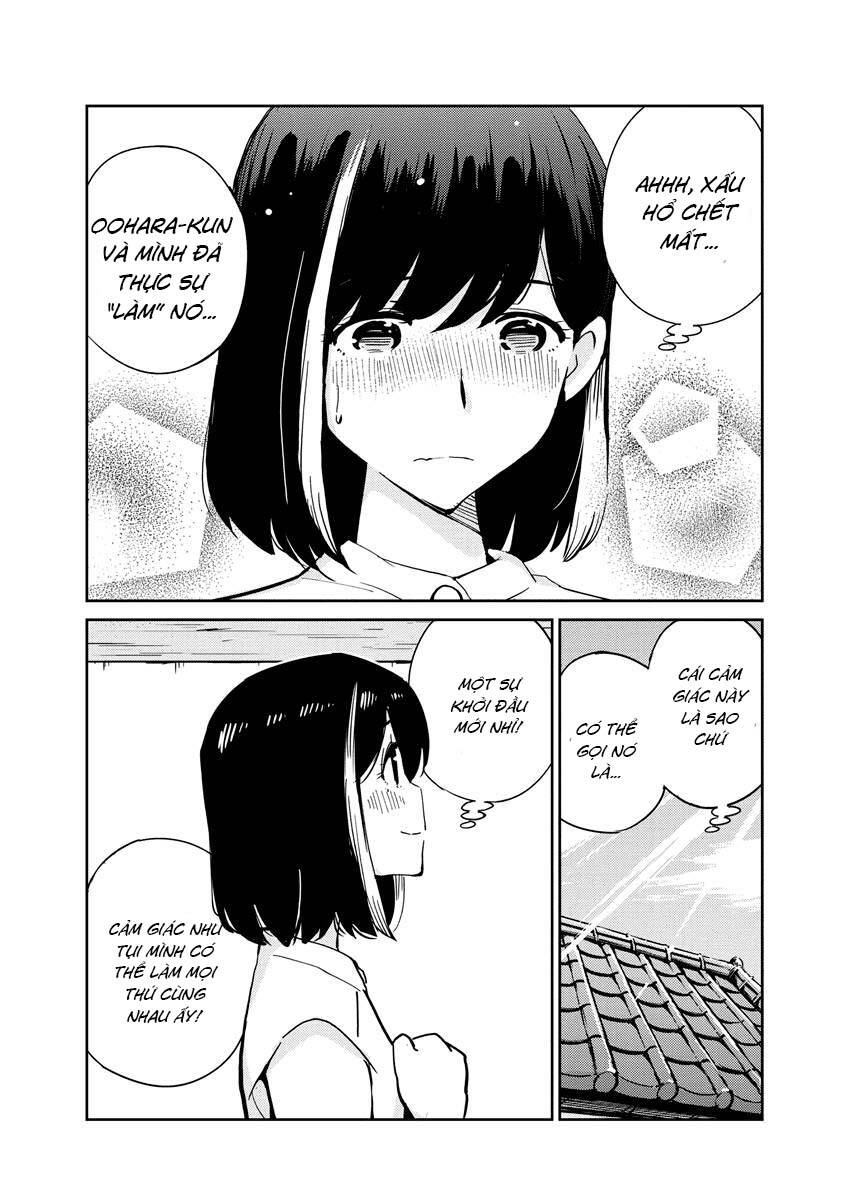 AHHH, XẤU
HỔ CHẾT
MẤT...
OOHARA-KUN
VÀ MÌNH ĐÃ
THỰC SỰ
"LÀM" NÓ...
CÁI CẢM
GIÁC NÀY
LÀ SAO
CHỨ
CÓ THỂ
GỌI NÓ
LÀ...
MỘT SỰ
KHỞI ĐẦU
MỚI NHỈ!
CẢM GIÁC NHƯ
TỤI MÌNH CÓ
THỂ LÀM MỌI
THỨ CÙNG
NHAU ẤY!